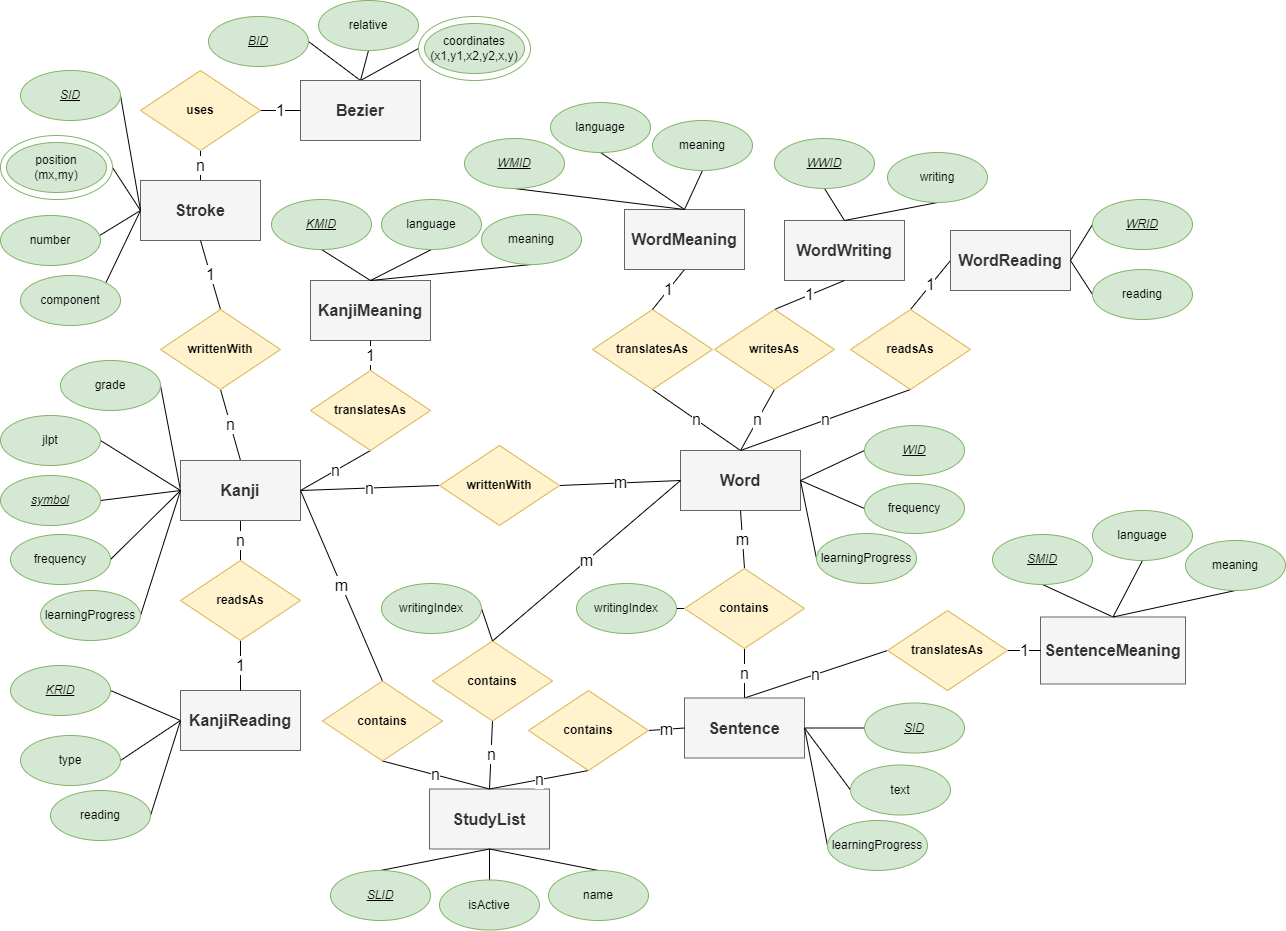 relative
BID
coordinates
(x1,y1,x2,y2,x,y)
SID
uses
1
Bezier
language
meaning
n
position
(mx,my)
WMID
WWID
writing
Stroke
KMID
language
meaning
number
WordMeaning
WordWriting
WordReading
WRID
reading
1
component
KanjiMeaning
1
1
1
writtenWith
1
translatesAs
writesAs
readsAs
grade
translatesAs
n
n
n
n
jlpt
n
WID
symbol
Kanji
n
writtenWith
m
Word
frequency
frequency
n
m
learningProgress
language
SMID
meaning
m
m
learningProgress
readsAs
writingIndex
writingIndex
contains
translatesAs
1
SentenceMeaning
1
n
n
KRID
contains
KanjiReading
contains
contains
m
Sentence
SID
type
n
n
n
text
reading
StudyList
learningProgress
SLID
isActive
name